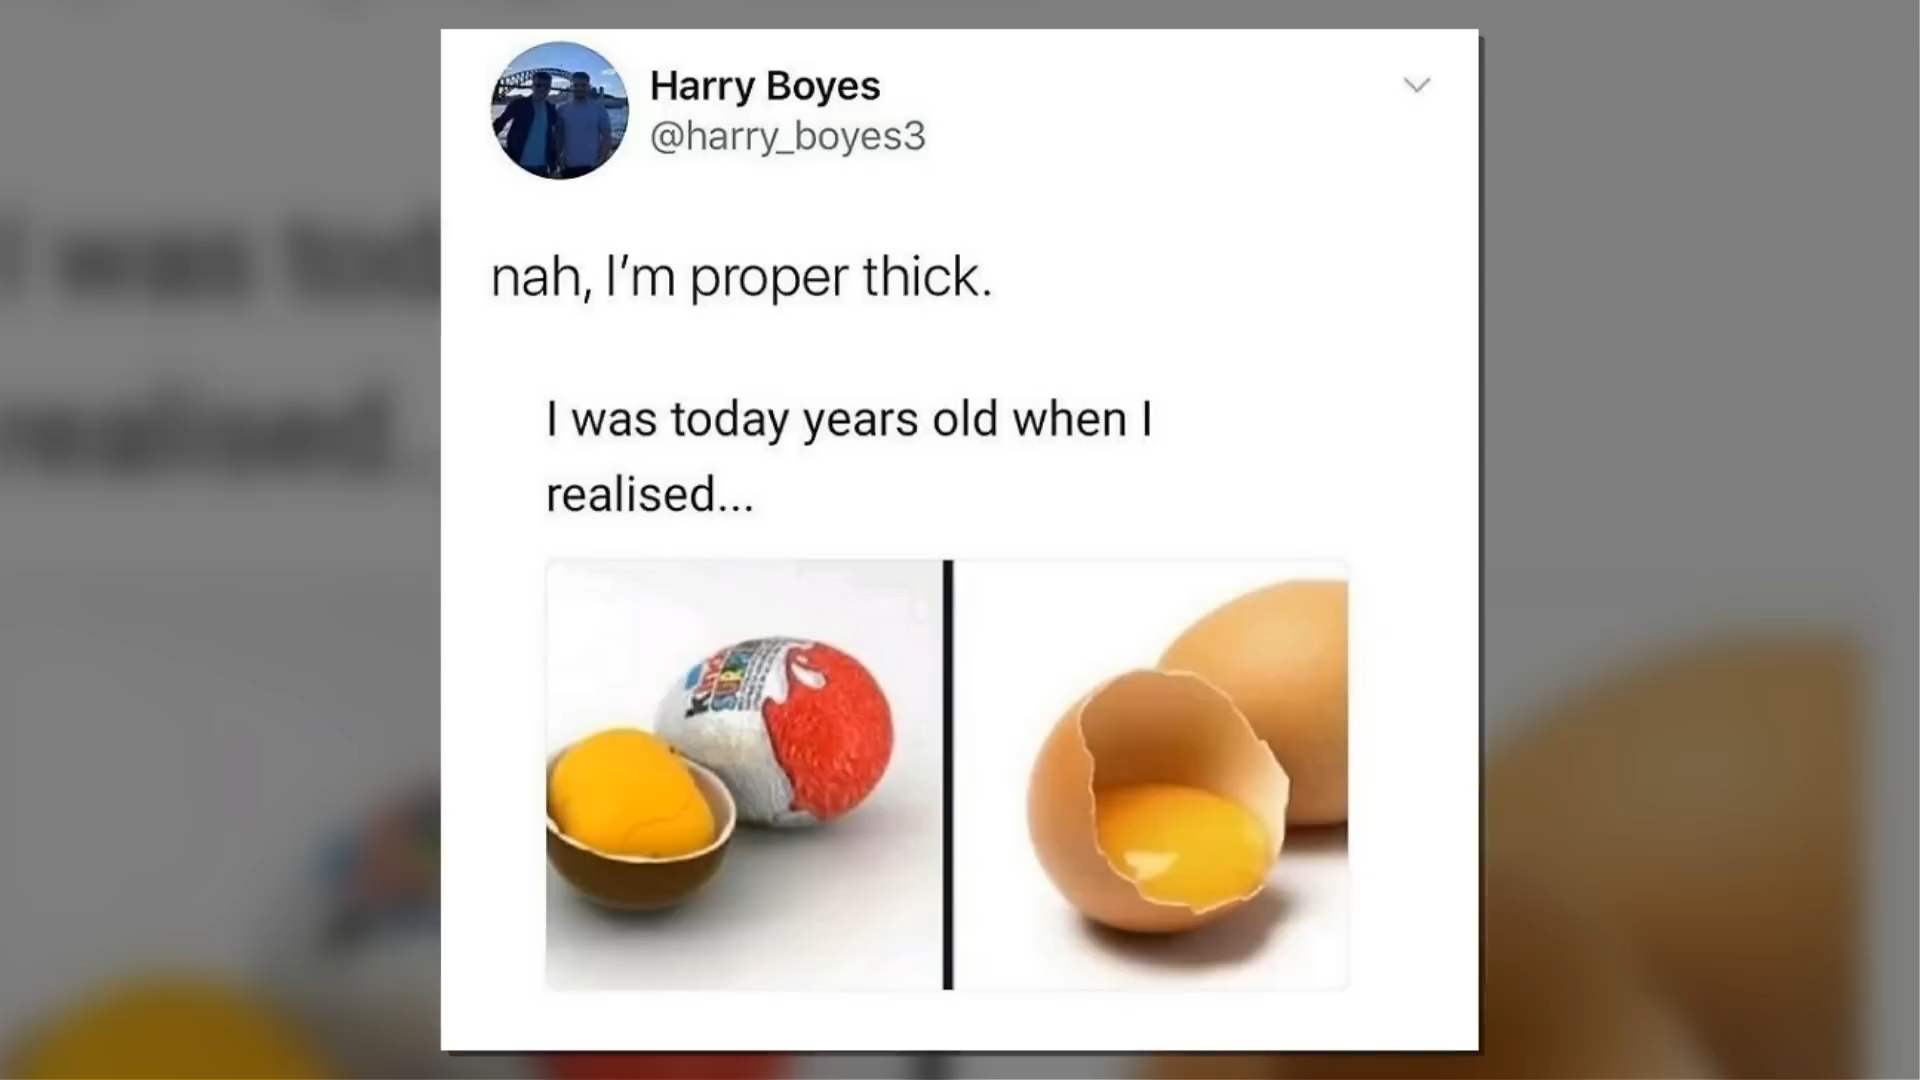 Harry Boyes
@harry_boyes3
nah, I'm proper thick.
I was today years old when I
realised...